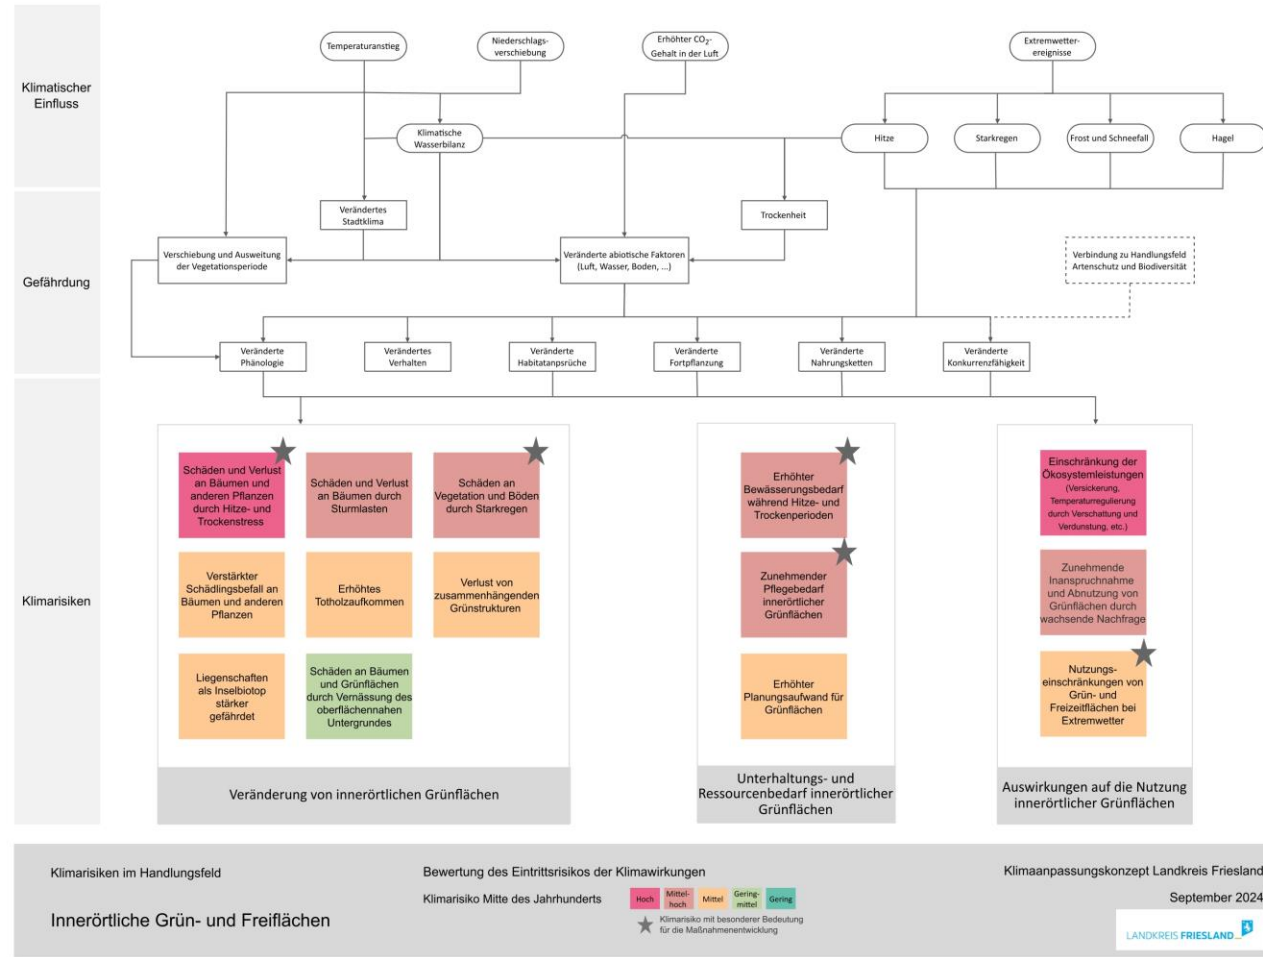 Klimatischer
Einfluss
Temperaturanstieg
Niederschlags-
verschiebung
Erhöhter CO2-
Gehalt in der Luft
Extremwetter-
ereignisse
Klimatische
Wasserbilanz
Hitze
Starkregen
Frost und Schneefall
Hagel
Gefährdung
Verändertes
Stadtklima
Trockenheit
Verschiebung und Ausweitung
der Vegetationsperiode
Veränderte abiotische Faktoren
(Luft, Wasser, Boden, ...)
Verbindung zu Handlungsfeld
Artenschutz und Biodiversität
Veränderte
Phänologie
Verändertes
Verhalten
Veränderte
Habitatanpsrüche
Veränderte
Fortpflanzung
Veränderte
Nahrungsketten
Veränderte
Konkurrenzfähigkeit
Klimarisiken
Schäden und Verlust
an Bäumen und
anderen Pflanzen
durch Hitze- und
Trockenstress
Schäden und Verlust
an Bäumen durch
Sturmlasten
Schäden an
Vegetation und Böden
durch Starkregen
Verstärkter
Schädlingsbefall an
Bäumen und anderen
Pflanzen
Erhöhtes
Totholzaufkommen
Verlust von
zusammenhängenden
Grünstrukturen
Liegenschaften
als Inselbiotop
stärker
gefährdet
Schäden an Bäumen
und Grünflächen
durch Vernässung des
oberflächennahen
Untergrundes
Veränderung von innerörtlichen Grünflächen
Erhöhter
Bewässerungsbedarf
während Hitze- und
Trockenperioden
Zunehmender
Pflegebedarf
innerörtlicher
Grünflächen
Erhöhter
Planungsaufwand für
Grünflächen
Unterhaltungs- und
Ressourcenbedarf innerörtlicher
Grünflächen
Einschränkung der
Ökosystemleistungen
(Versickerung,
Temperaturregulierung
durch Verschattung und
Verdunstung, etc.)
Zunehmende
Inanspruchnahme
und Abnutzung von
Grünflächen durch
wachsende Nachfrage
Nutzungs-
einschränkungen von
Grün- und
Freizeitflächen bei
Extremwetter
Auswirkungen auf die Nutzung
innerörtlicher Grünflächen
Klimarisiken im Handlungsfeld
Innerörtliche Grün- und Freiflächen
Bewertung des Eintrittsrisikos der Klimawirkungen
Klimarisiko Mitte des Jahrhunderts
Hoch
Mittel-
hoch
Mittel
Gering-
mittel
Gering
Klimarisiko mit besonderer Bedeutung
für die Maßnahmenentwicklung
Klimaanpassungskonzept Landkreis Friesland
September 2024
LANDKREIS FRIESLAND